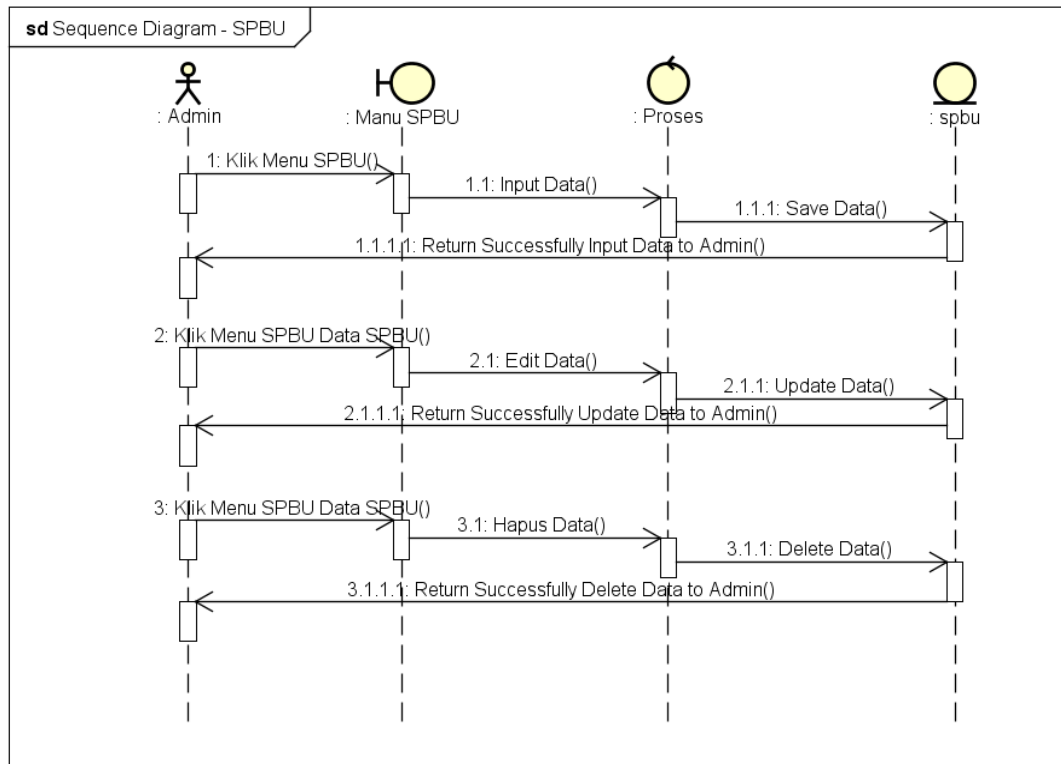 sd Sequence Diagram - SPBU
: Admin
: Manu SPBU
: Proses
: spbu
1: Klik Menu SPBU()
1.1: Input Data()
1.1.1: Save Data()
1.1.1.1: Return Successfully Input Data to Admin()
2: Klik Menu SPBU Data SPBU()
2.1: Edit Data()
2.1.1: Update Data()
2.1.1.1: Return Successfully Update Data to Admin()
3: Klik Menu SPBU Data SPBU()
3.1: Hapus Data()
3.1.1: Delete Data()
3.1.1.1: Return Successfully Delete Data to Admin()